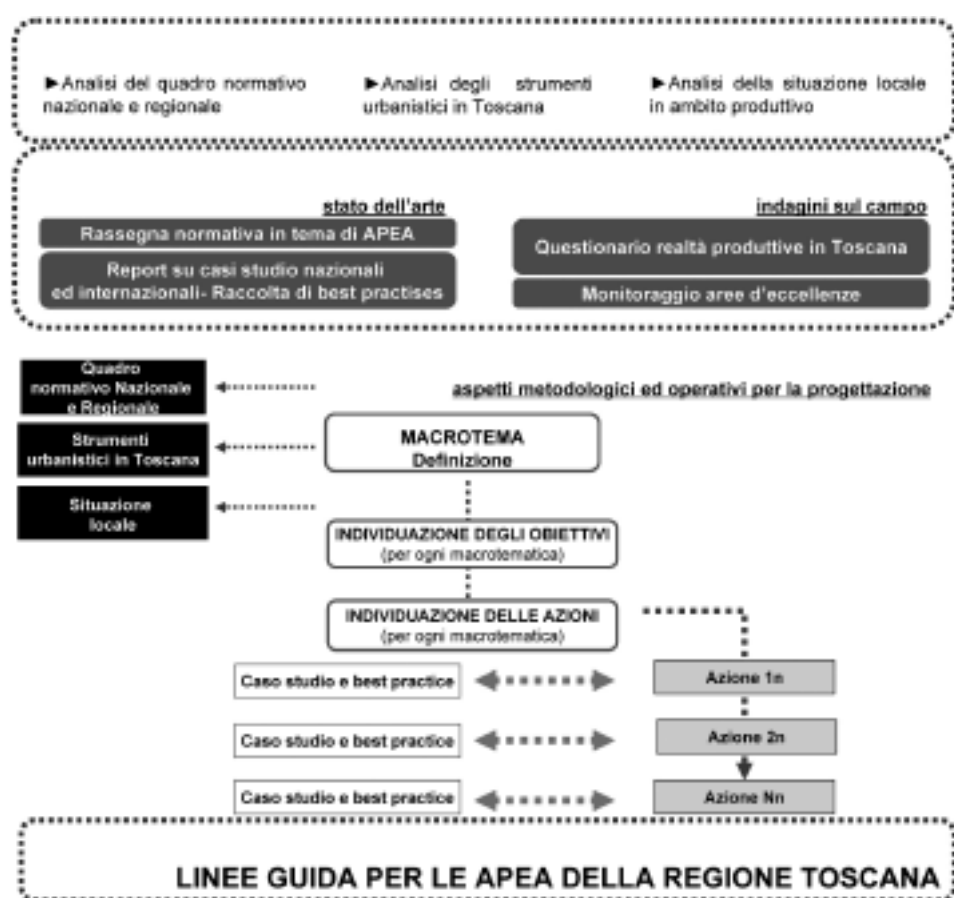 ►Analisi del quadro normativo
nazionale e regionale
►Analisi degli strumenti
urbanistici in Toscana
►Analisi della situazione locale
in ambito produttivo
stato dell'arte
Rassegna normativa in tema di APEA
Report su casi studio nazionali
ed internazionali- Raccolta di best practises
indagini sul campo
Questionario realtà produttive in Toscana
Monitoraggio aree d'eccellenze
Quadro
normativo Nazionale
e Regionale
aspetti metodologici ed operativi per la progettazione
Strumenti
urbanistici in Toscana
MACROTEMA
Definizione
Situazione
locale
INDIVIDUAZIONE DEGLI OBIETTIVI
(per ogni macrotematica)
INDIVIDUAZIONE DELLE AZIONI
(per ogni macrotematica)
Caso studio e best practice
Azione 1n
Caso studio e best practice
Azione 2n
Caso studio e best practice
Azione Nn
LINEE GUIDA PER LE APEA DELLA REGIONE TOSCANA